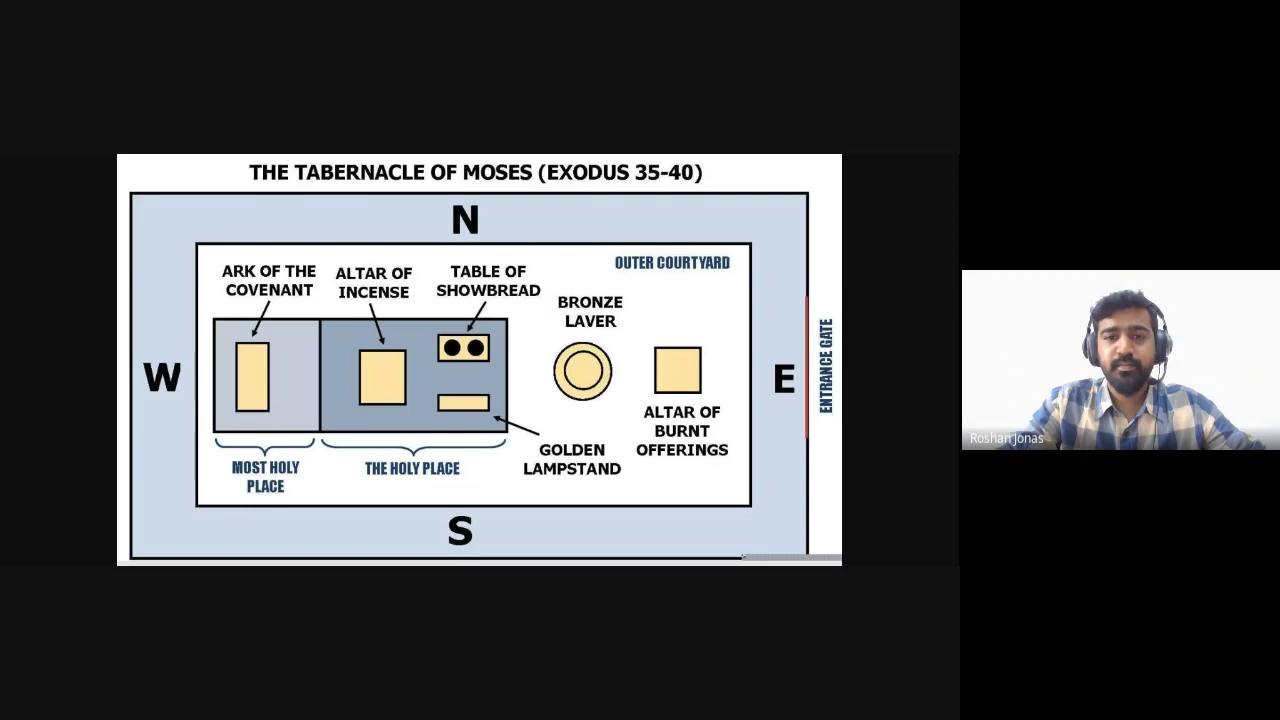 THE TABERNACLE OF MOSES (EXODUS 35-40)
N
OUTER COURTYARD
ARK OF THE
COVENANT
ALTAR OF
INCENSE
TABLE OF
SHOWBREAD
BRONZE
LAVER
W
E
ENTRANCE GATE
ALTAR OF
BURNT
OFFERINGS
GOLDEN
LAMPSTAND
MOST HOLY
PLACE
THE HOLY PLACE
S
Roshan Jonas